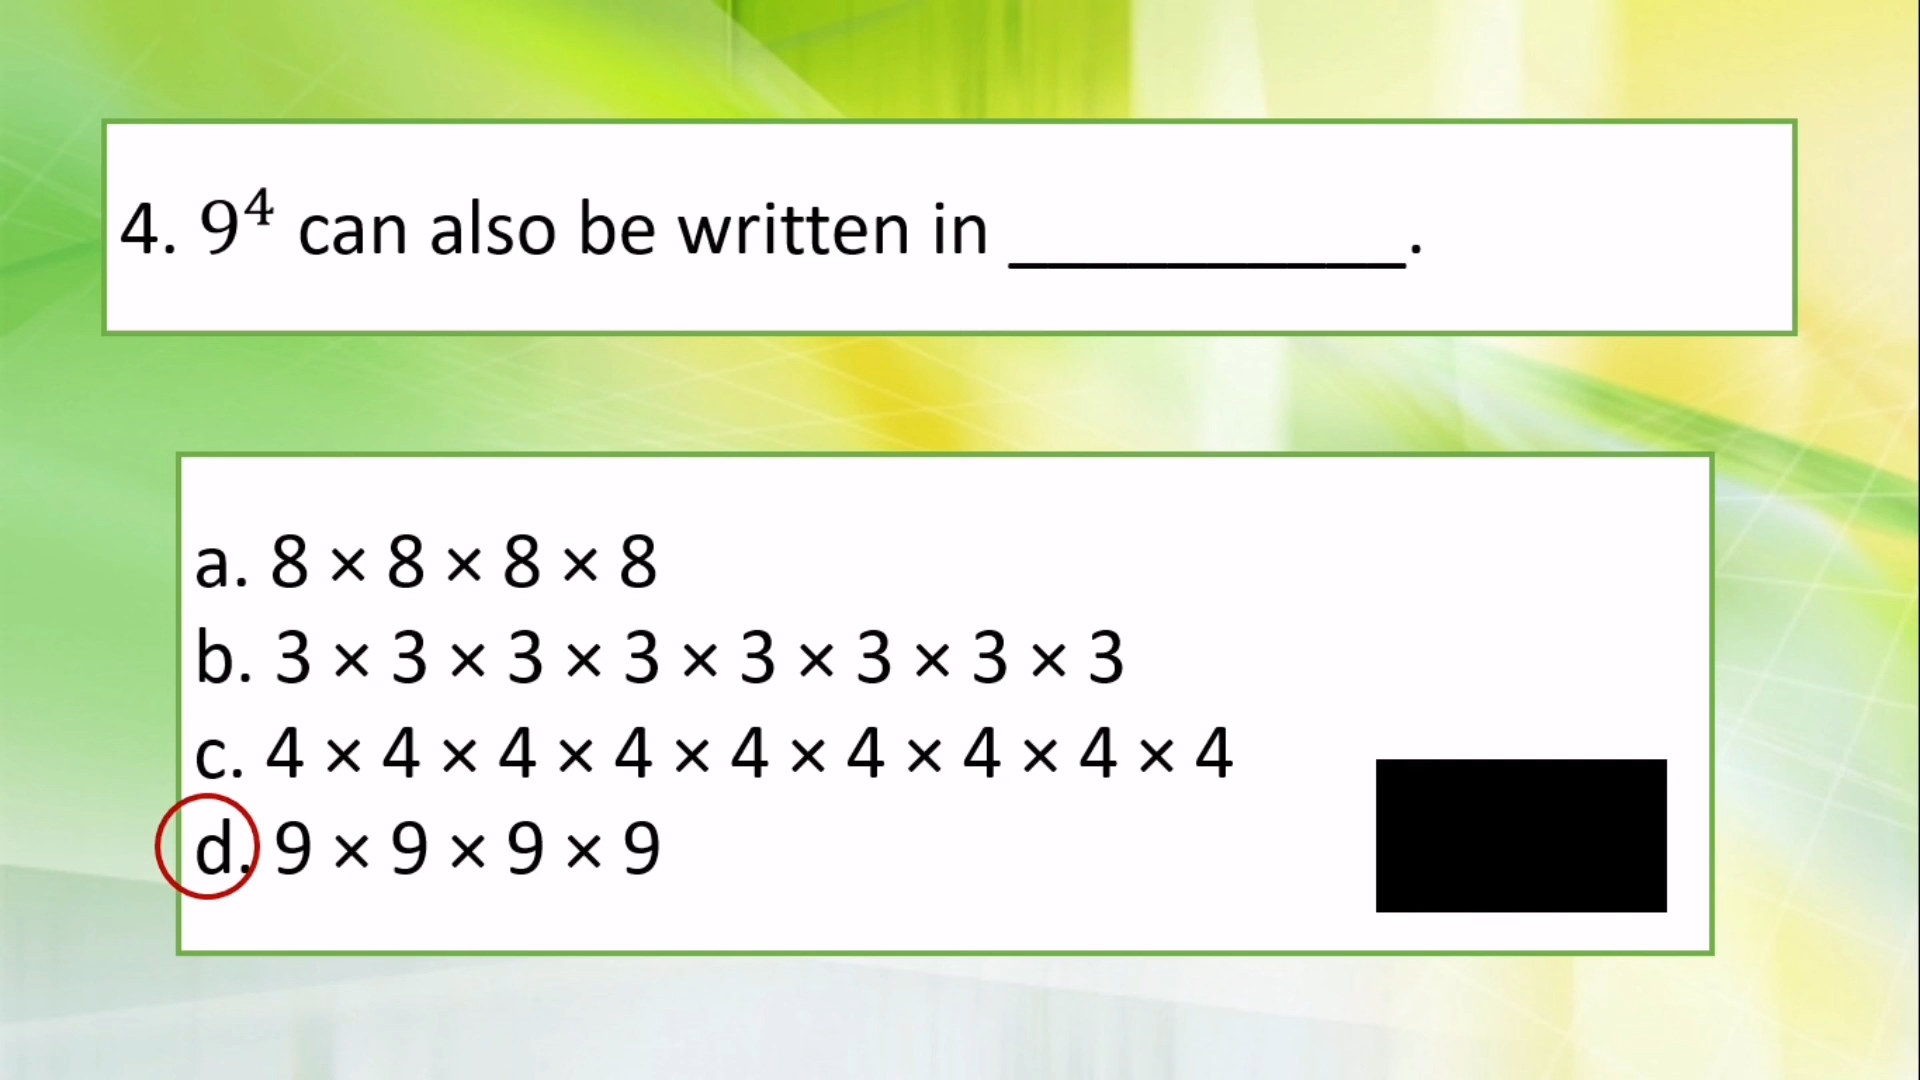 4. 9⁴ can also be written in __________.
a. 8 × 8 × 8 × 8
b. 3 × 3 × 3 × 3 × 3 × 3 × 3 × 3
c. 4 × 4 × 4 × 4 × 4 × 4 × 4 × 4 × 4
d. 9 × 9 × 9 × 9